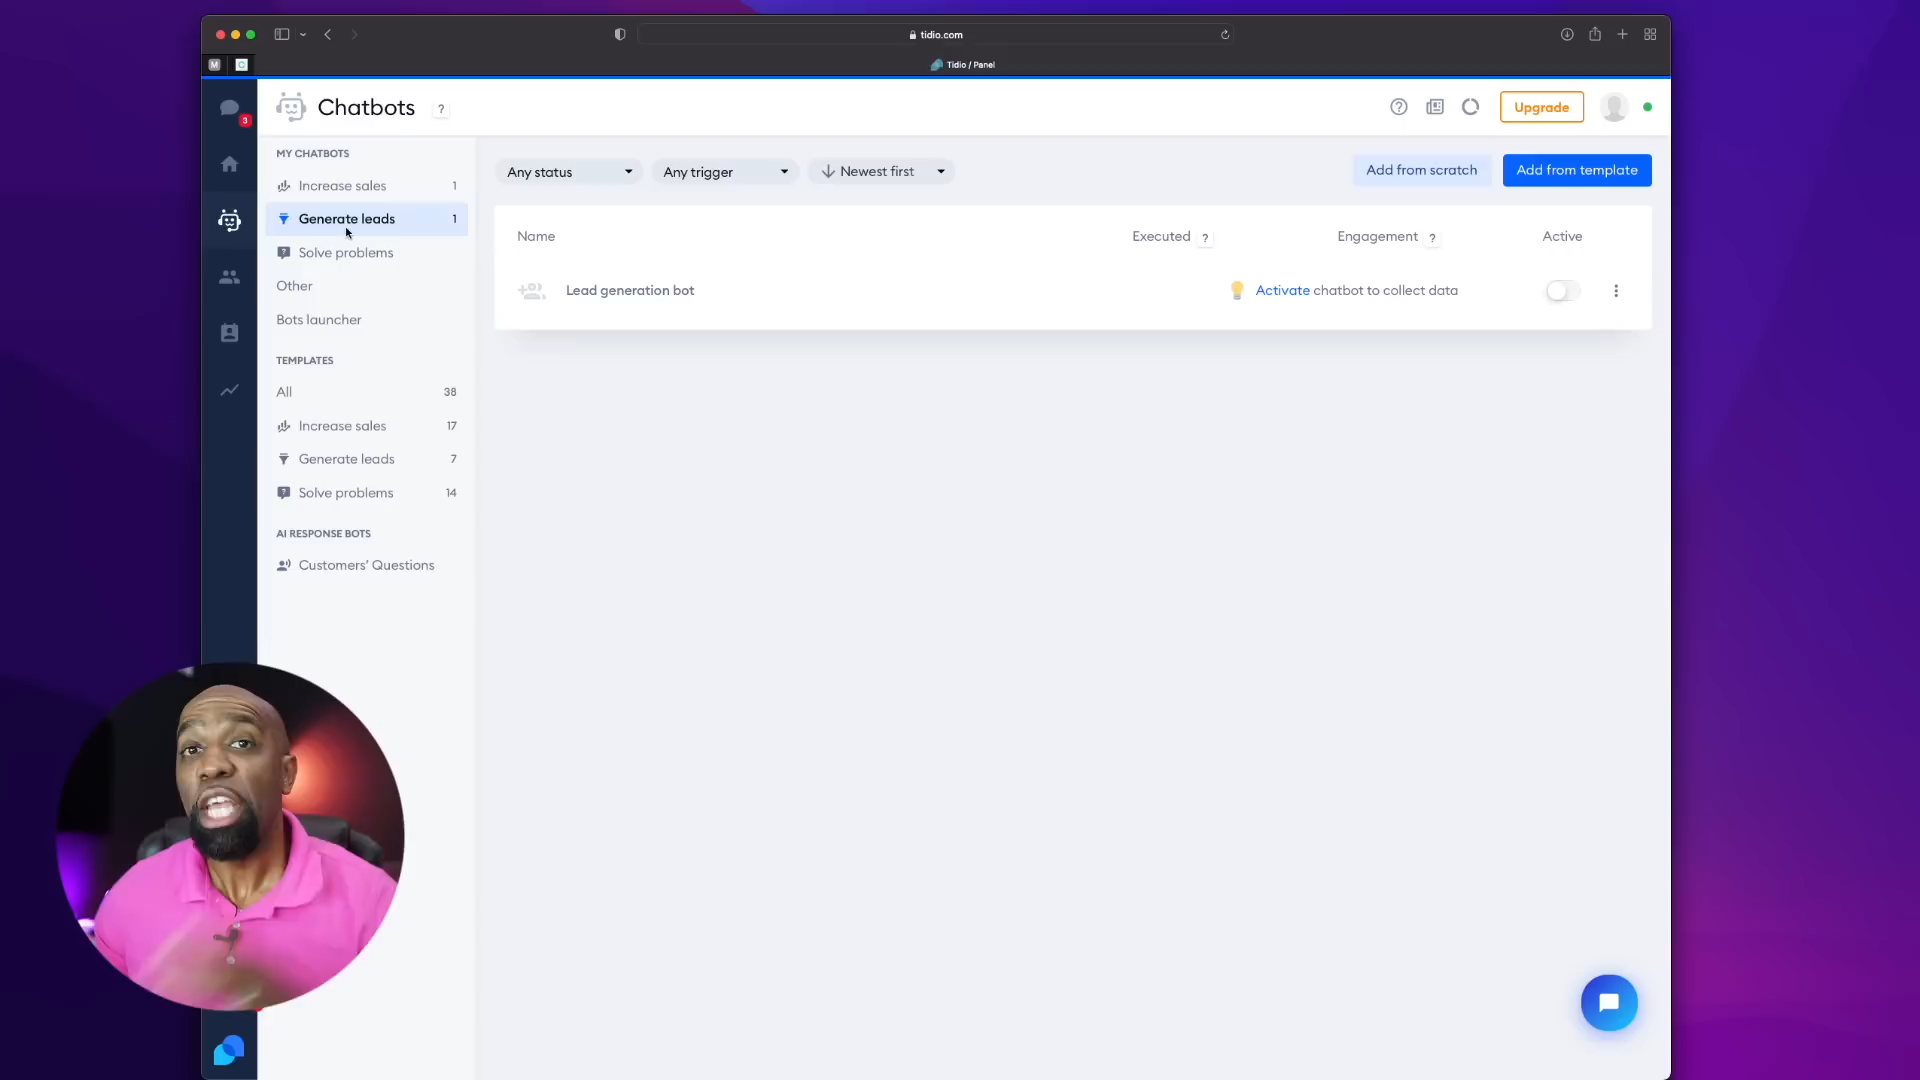 tidio.com
M
C
Tidio / Panel
3
Chatbots ?
Upgrade
MY CHATBOTS
Increase sales 1
Generate leads 1
Solve problems
Other
Bots launcher
TEMPLATES
All 38
Increase sales 17
Generate leads 7
Solve problems 14
AI RESPONSE BOTS
Customers' Questions
Any status
Any trigger
Newest first
Add from scratch
Add from template
Name
Executed ?
Engagement ?
Active
Lead generation bot
Activate chatbot to collect data